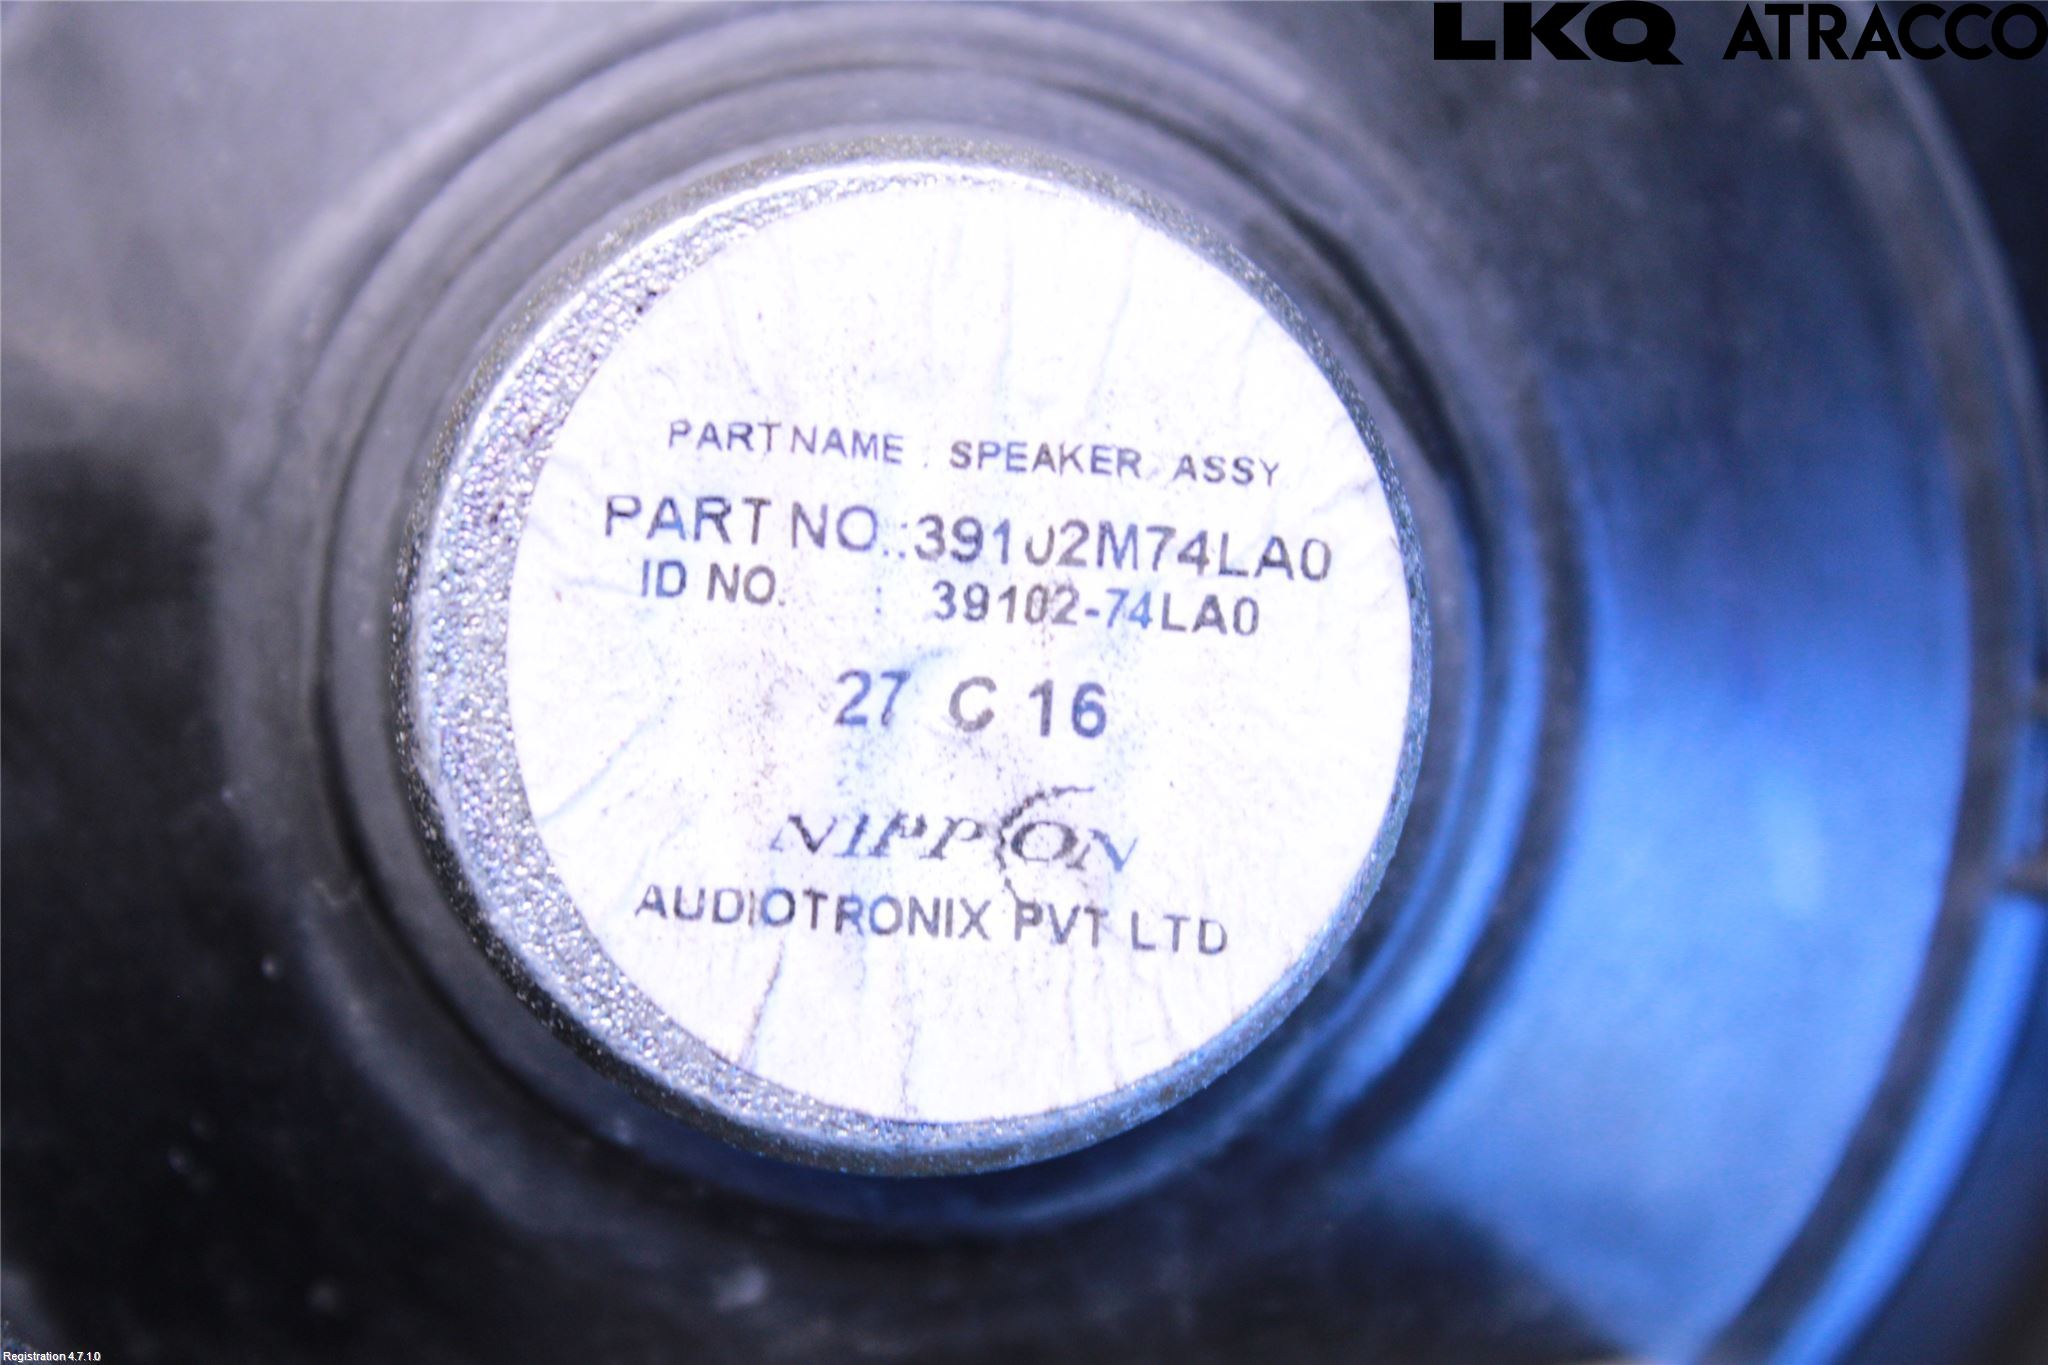 LKQ ATRACCO
PART NAME : SPEAKER ASSY
PART NO.:39102M74LA0
ID NO. : 39102-74LA0
27 C 16
NIPPON
AUDIOTRONIX PVT LTD
Registration 4.7.1.0